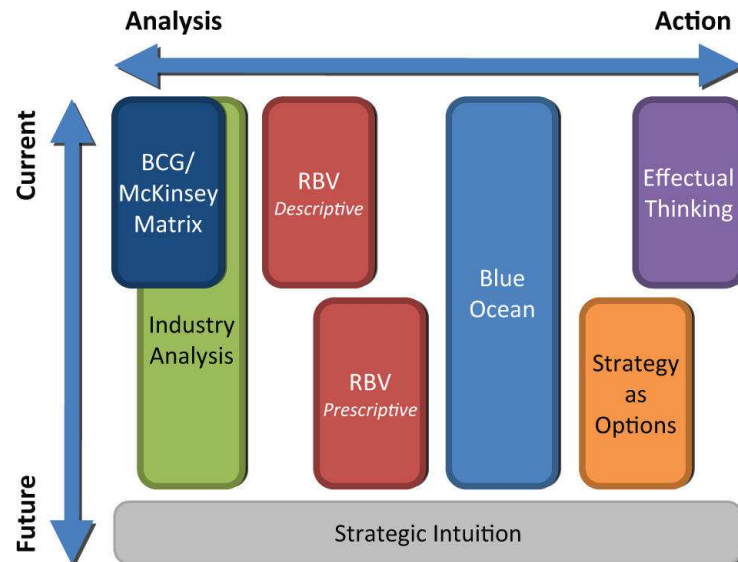 Analysis
Action
Current
Future
BCG/
McKinsey
Matrix
Industry
Analysis
RBV
Descriptive
RBV
Prescriptive
Blue
Ocean
Effectual
Thinking
Strategy
as
Options
Strategic Intuition